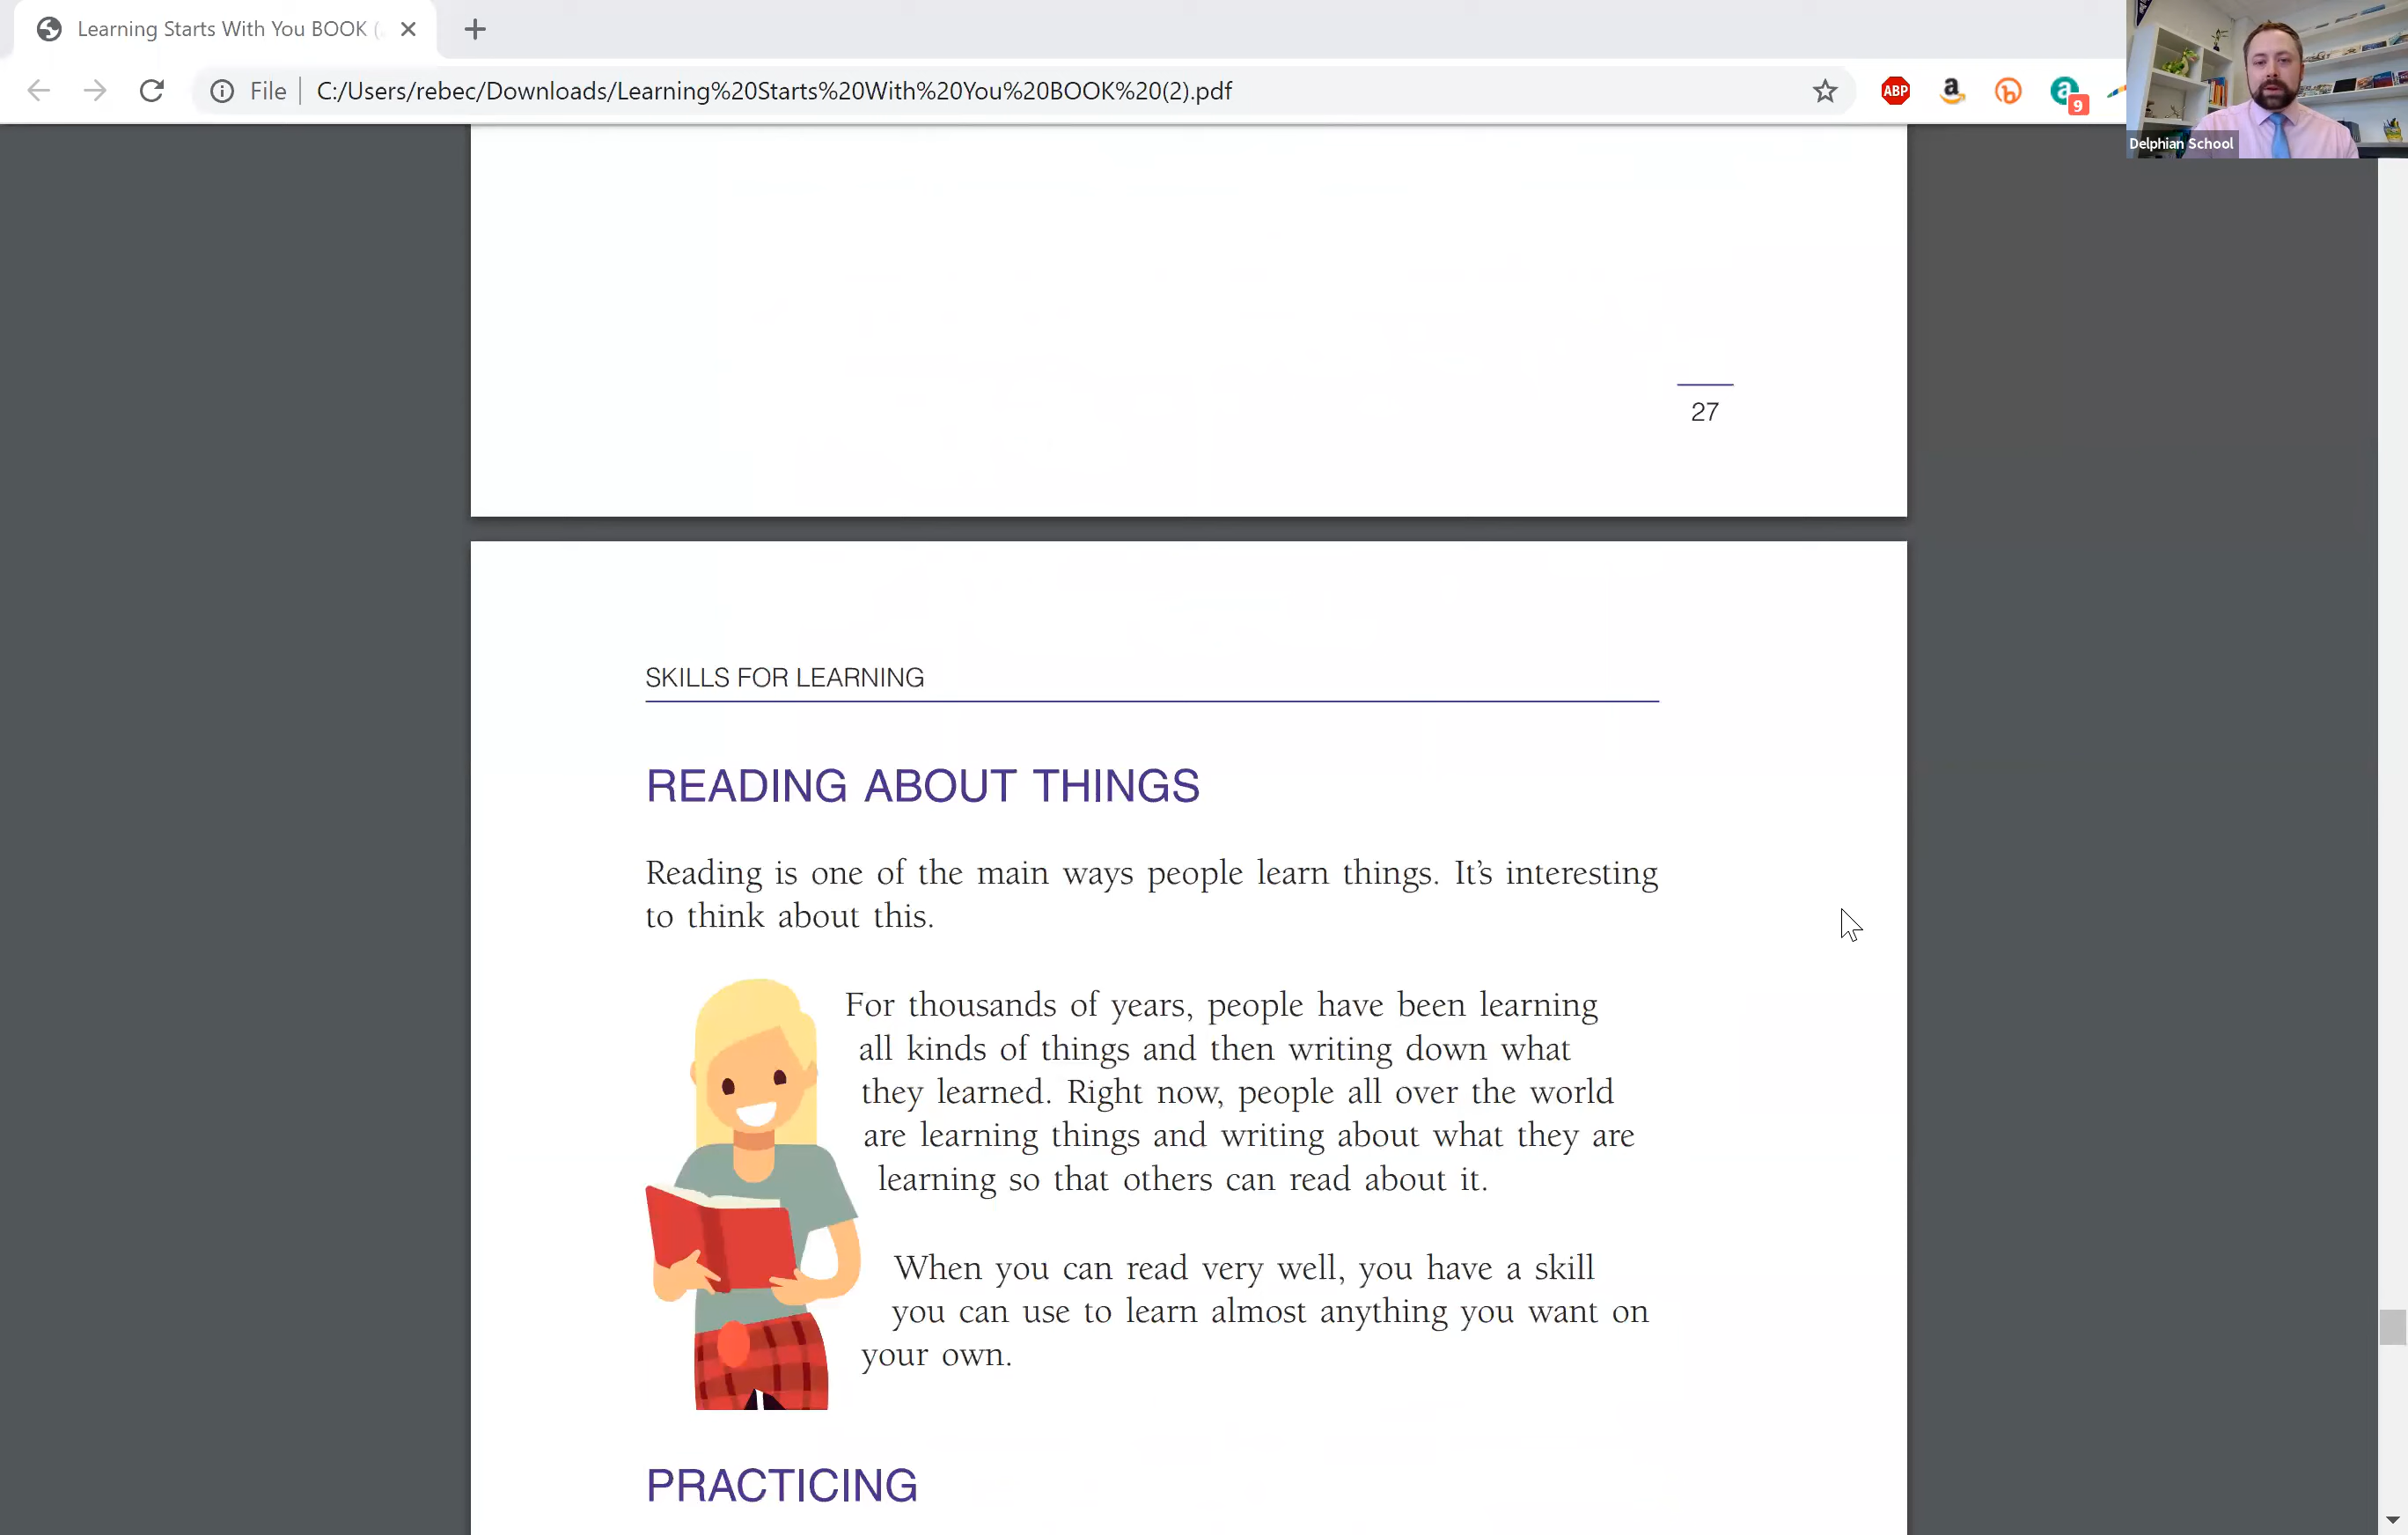 Learning Starts With You BOOK (
File
C:/Users/rebec/Downloads/Learning%20Starts%20With%20You%20BOOK%20(2).pdf
ABP
a
b
a
9
Delphian School
27
SKILLS FOR LEARNING
READING ABOUT THINGS
Reading is one of the main ways people learn things. It's interesting
to think about this.
For thousands of years, people have been learning
all kinds of things and then writing down what
they learned. Right now, people all over the world
are learning things and writing about what they are
learning so that others can read about it.
When you can read very well, you have a skill
you can use to learn almost anything you want on
your own.
PRACTICING